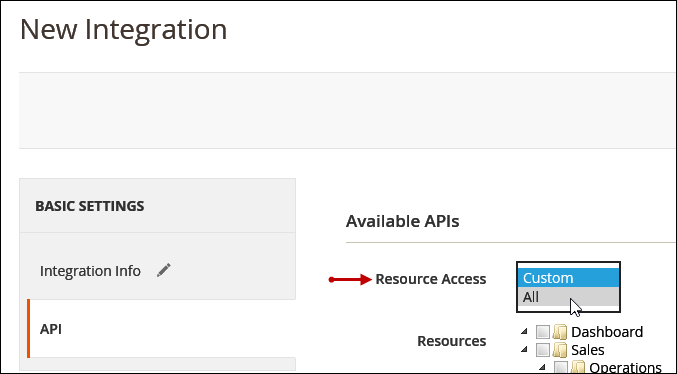 New Integration
BASIC SETTINGS
Integration Info
API
Available APIs
Resource Access
Custom
All
Resources
Dashboard
Sales
Operations